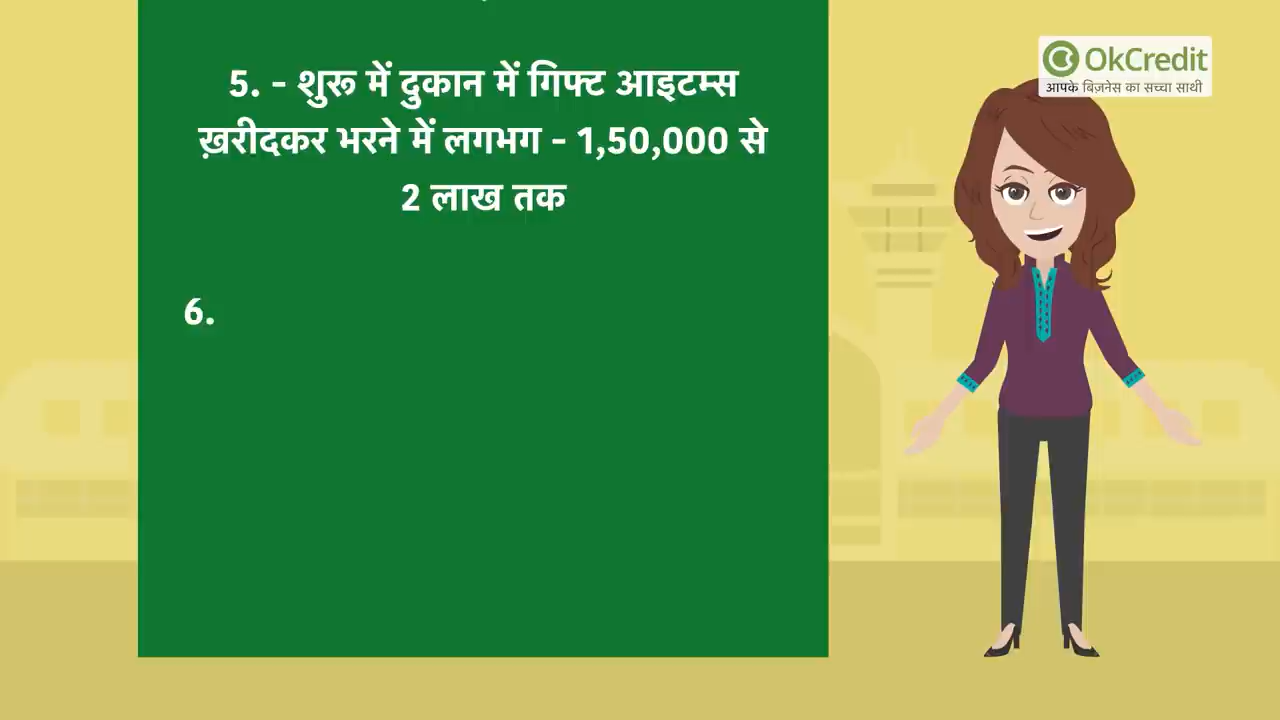 OkCredit
आपके बिज़नेस का सच्चा साथी
5. - शुरू में दुकान में गिफ्ट आइटम्स
ख़रीदकर भरने में लगभग - 1,50,000 से
2 लाख तक
6.